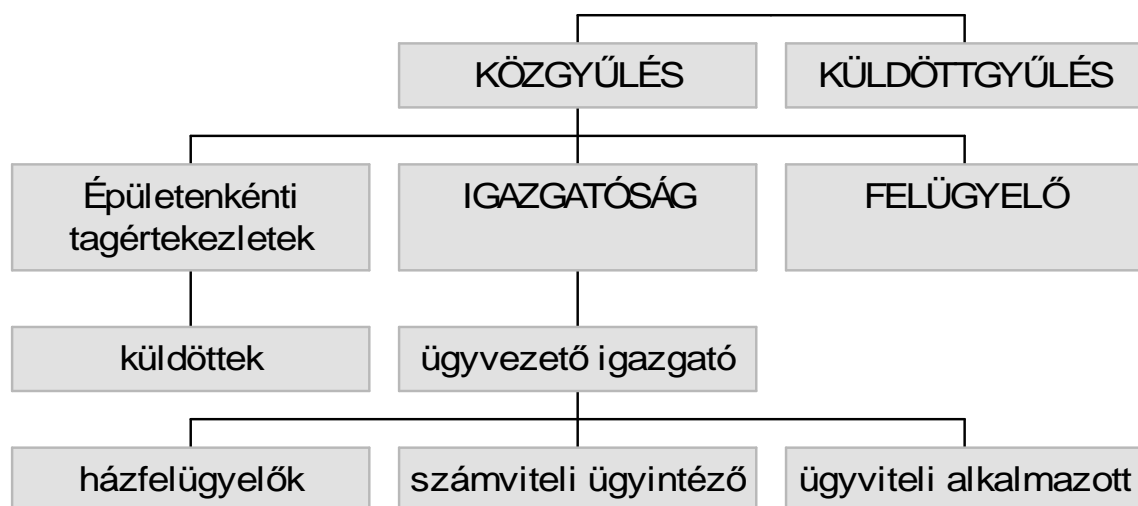 KÖZGYŰLÉS
KÜLDÖTTGYŰLÉS
Épületenkénti
tagértekezletek
IGAZGATÓSÁG
FELÜGYELŐ
küldöttek
ügyvezető igazgató
házfelügyelők
számviteli ügyintéző
ügyviteli alkalmazott